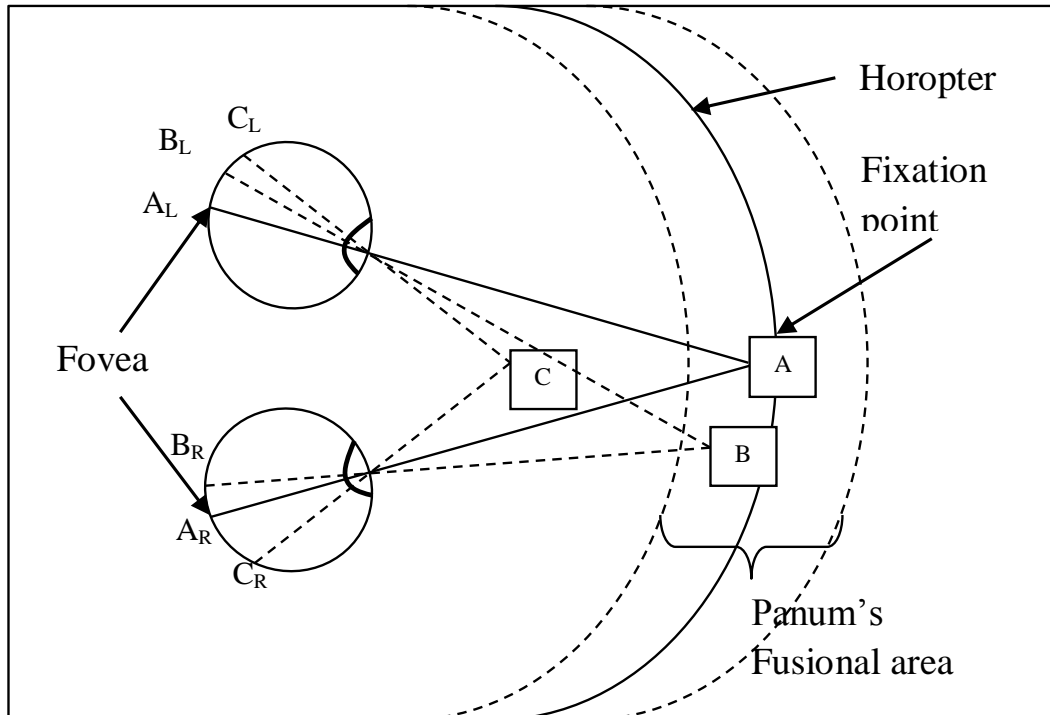 Horopter
C_L
B_L
Fixation
point
A_L
Fovea
A
C
B_R
B
A_R
C_R
Panum’s
Fusional area